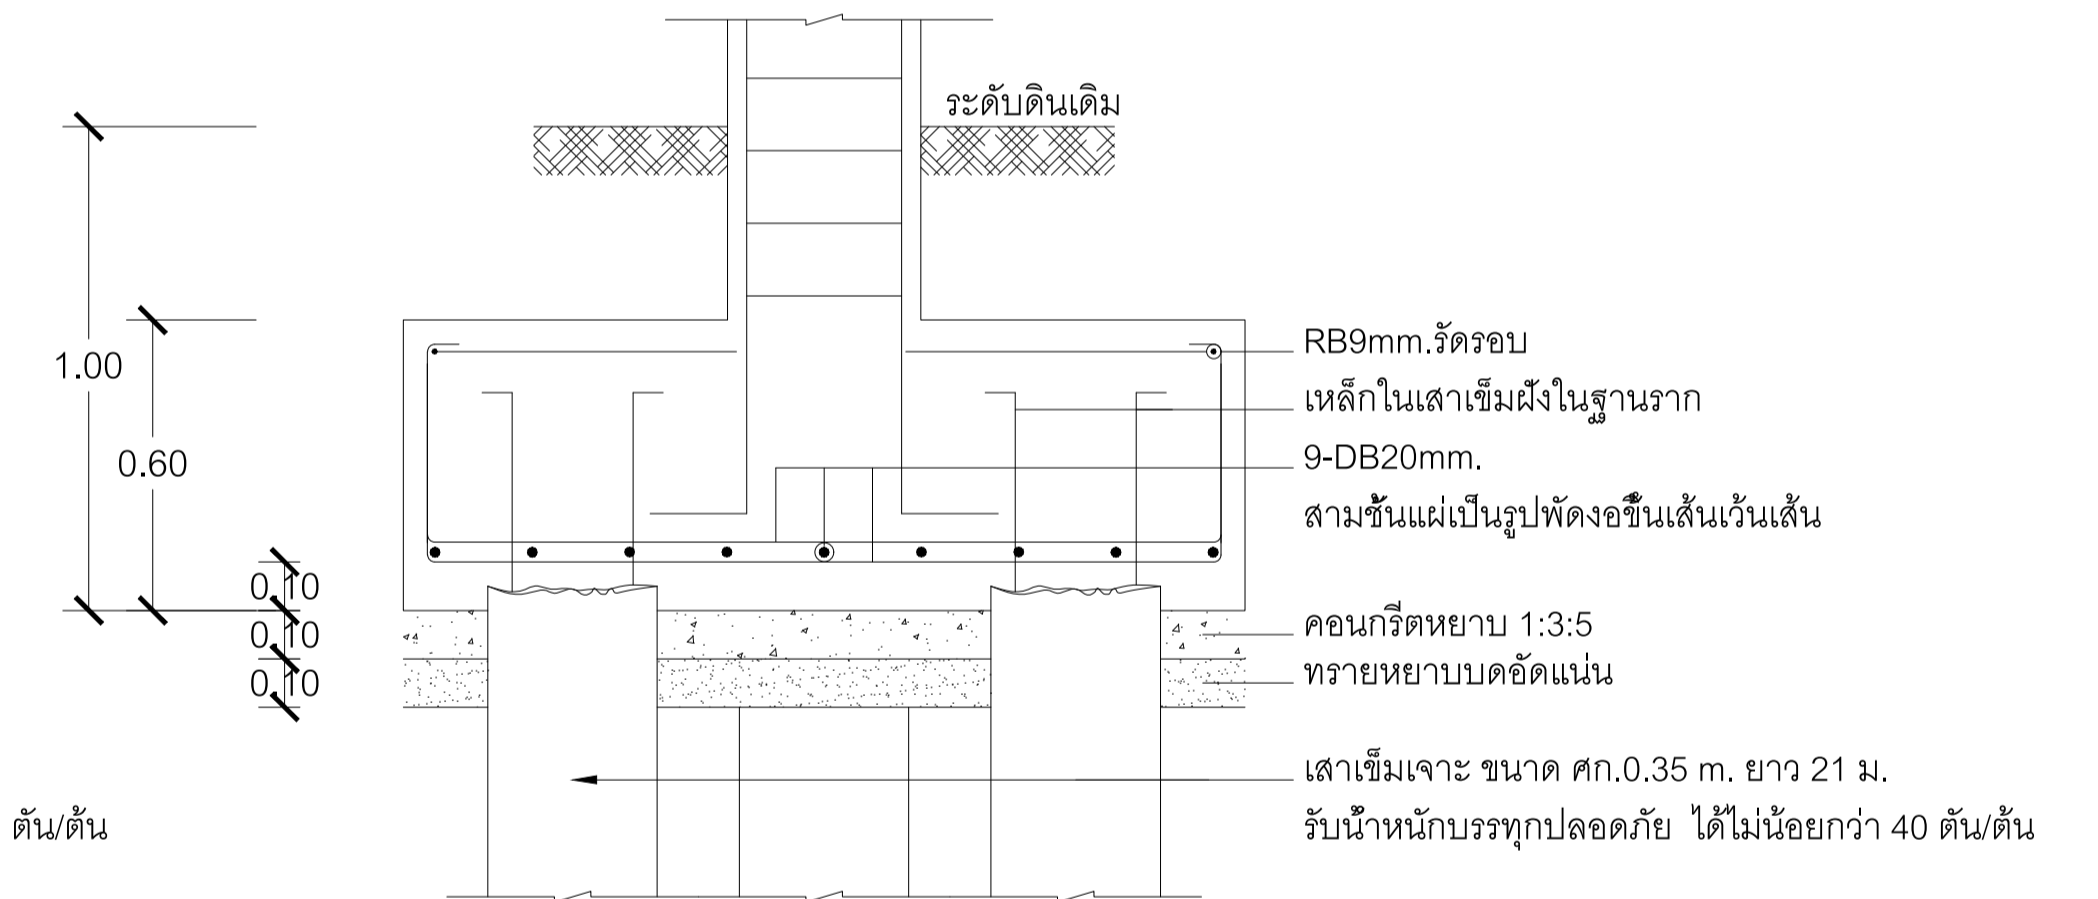 ระดับดินเดิม
1.00
0.60
0.10
0.10
0.10
RB9mm.รัดรอบ
เหล็กในเสาเข็มฝังในฐานราก
9-DB20mm.
สามชั้นแผ่เป็นรูปพัดงอขึ้นเส้นเว้นเส้น
คอนกรีตหยาบ 1:3:5
ทรายหยาบบดอัดแน่น
เสาเข็มเจาะ ขนาด ศก.0.35 m. ยาว 21 ม.
ตัน/ต้น
รับน้ำหนักบรรทุกปลอดภัย ได้ไม่น้อยกว่า 40 ตัน/ต้น